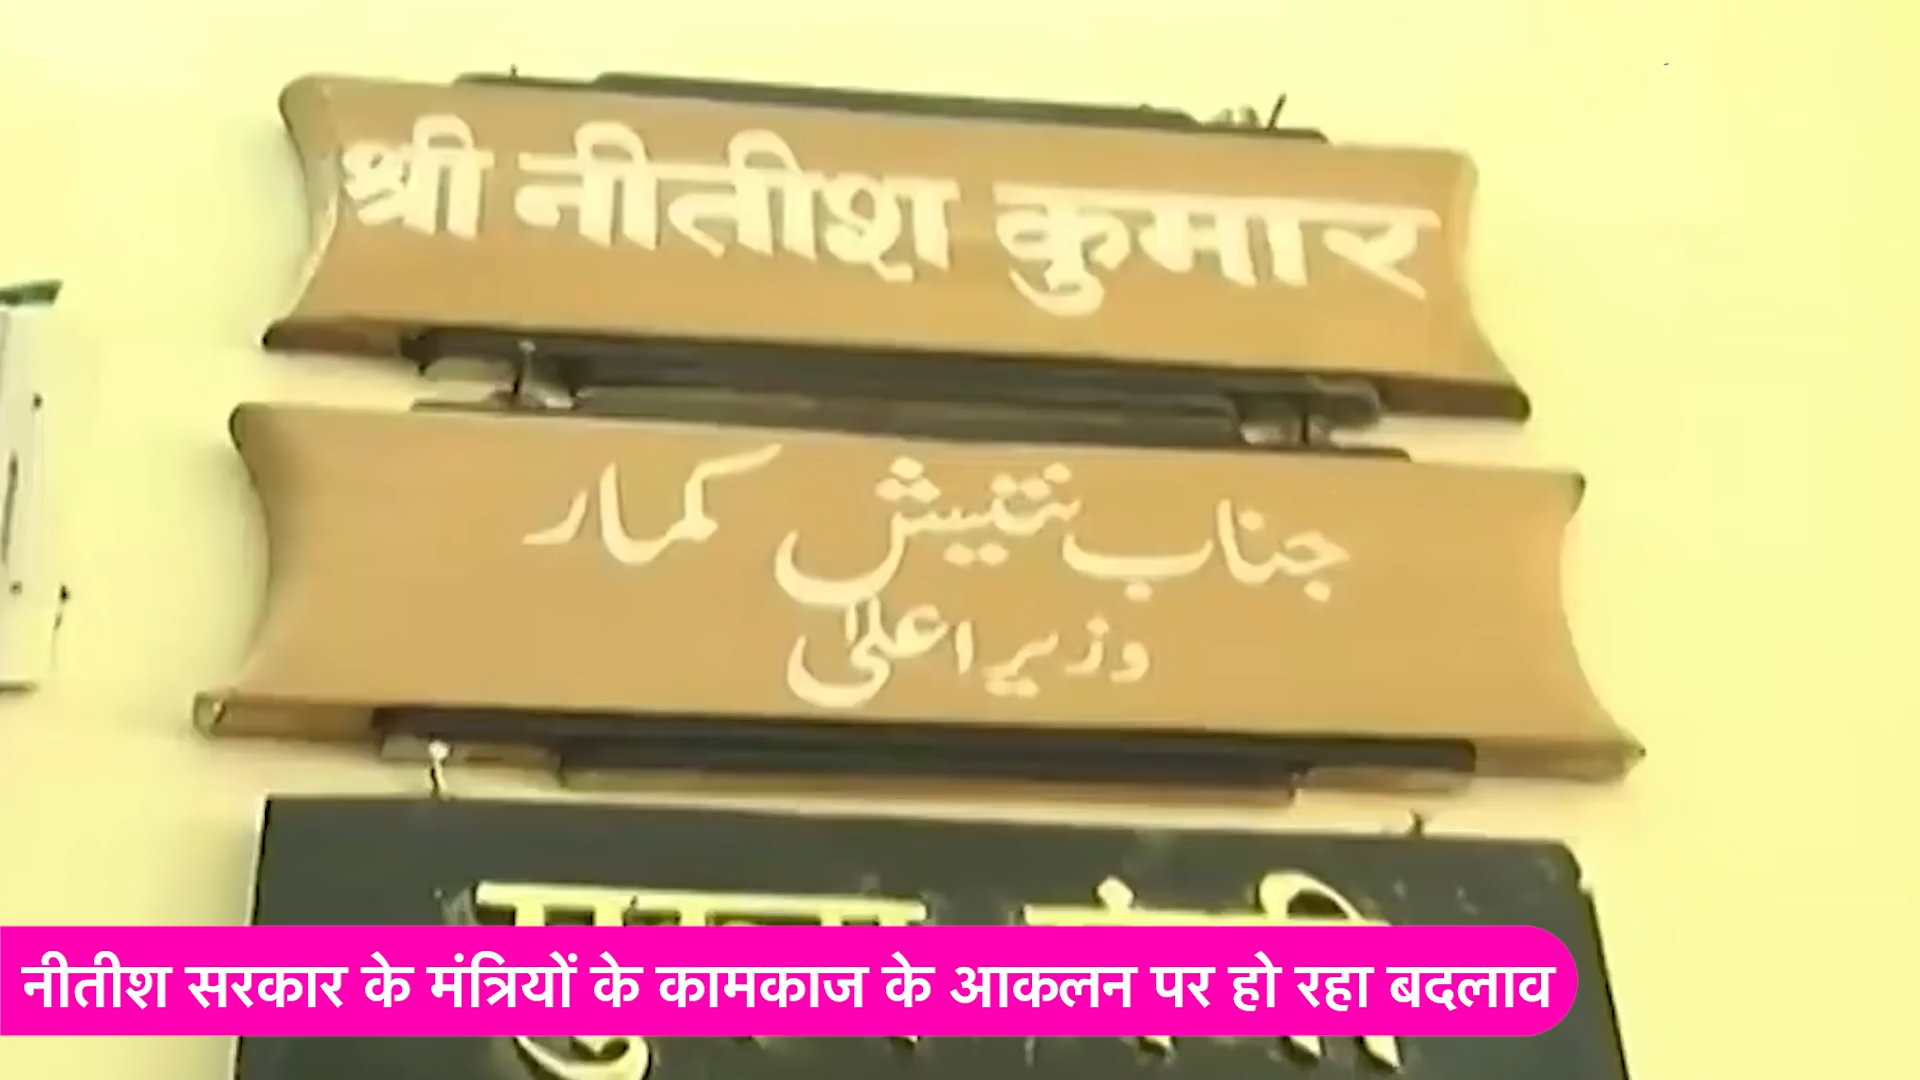 श्री नीतीश कुमार
جناب نتیش کمار
وزیر اعلیٰ
मुख्य मंत्री
नीतीश सरकार के मंत्रियों के कामकाज के आकलन पर हो रहा बदलाव